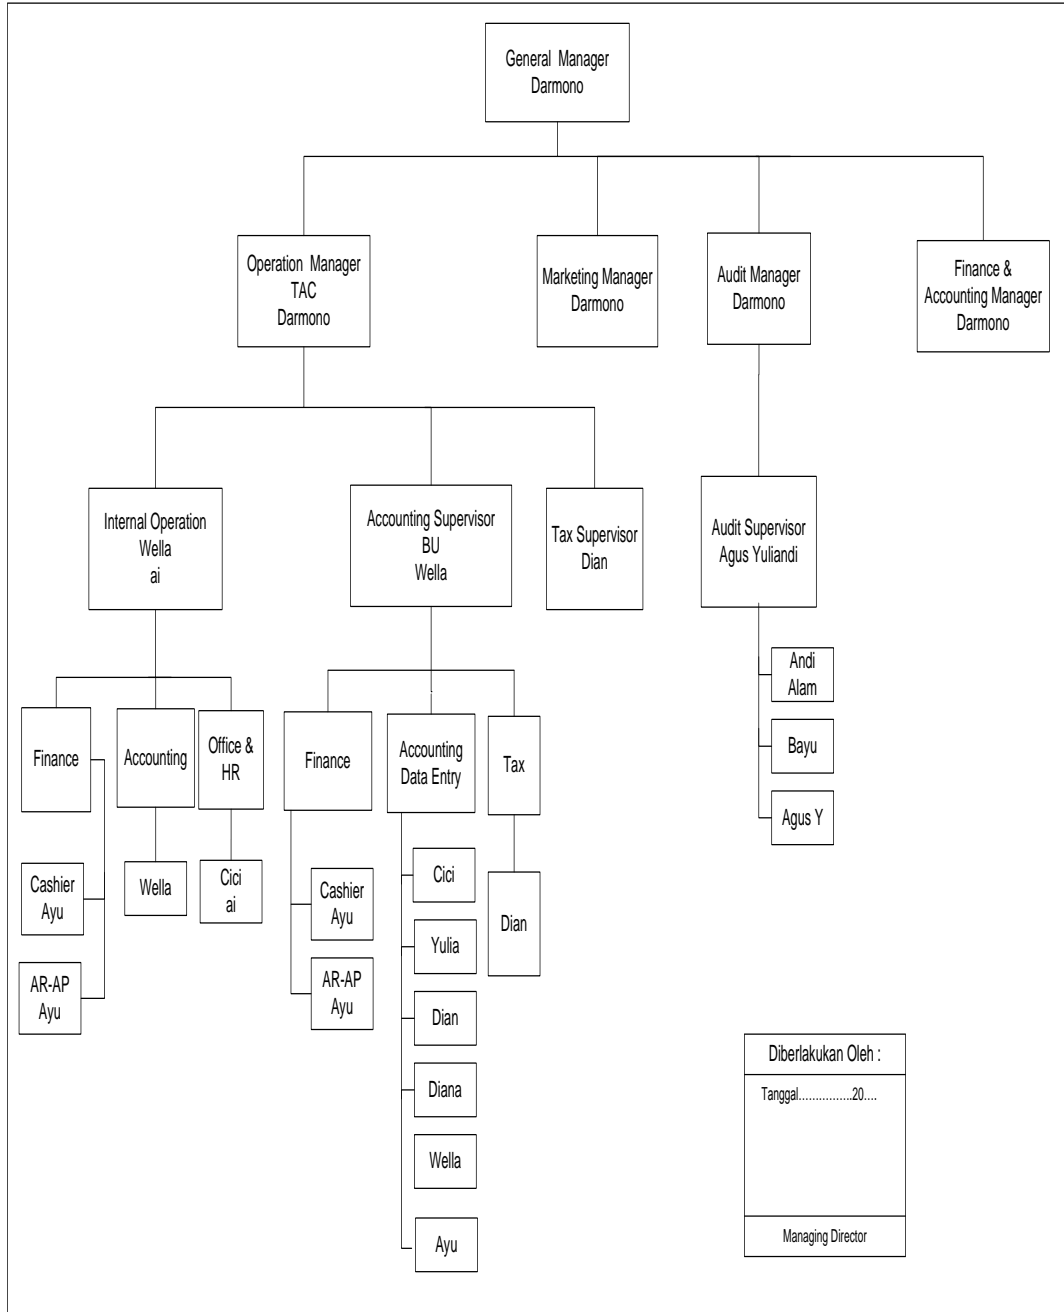 General  Manager
Darmono
Operation  Manager
TAC
Darmono
Marketing Manager
Darmono
Audit Manager
Darmono
Finance &
Accounting Manager
Darmono
Internal Operation
Wella
ai
Accounting Supervisor
BU
Wella
Tax Supervisor
Dian
Audit Supervisor
Agus Yuliandi
Andi
Alam
Bayu
Agus Y
Finance
Accounting
Office &
HR
Finance
Accounting
Data Entry
Tax
Cashier
Ayu
AR-AP
Ayu
Wella
Cici
ai
Cashier
Ayu
AR-AP
Ayu
Cici
Yulia
Dian
Diana
Wella
Ayu
Dian
Diberlakukan Oleh :
Tanggal……………..20….
Managing Director